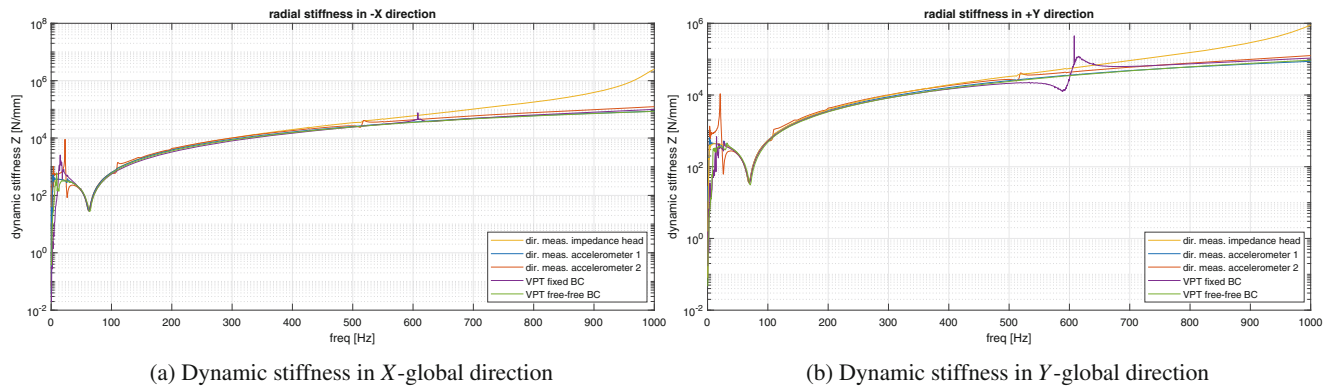 radial stiffness in -X direction
10^8
10^6
10^4
10^2
10^0
10^-2
dynamic stiffness Z [N/mm]
0 100 200 300 400 500 600 700 800 900 1000
freq [Hz]
dir. meas. impedance head
dir. meas. accelerometer 1
dir. meas. accelerometer 2
VPT fixed BC
VPT free-free BC
(a) Dynamic stiffness in X-global direction
radial stiffness in +Y direction
10^6
10^4
10^2
10^0
10^-2
dynamic stiffness Z [N/mm]
0 100 200 300 400 500 600 700 800 900 1000
freq [Hz]
dir. meas. impedance head
dir. meas. accelerometer 1
dir. meas. accelerometer 2
VPT fixed BC
VPT free-free BC
(b) Dynamic stiffness in Y-global direction